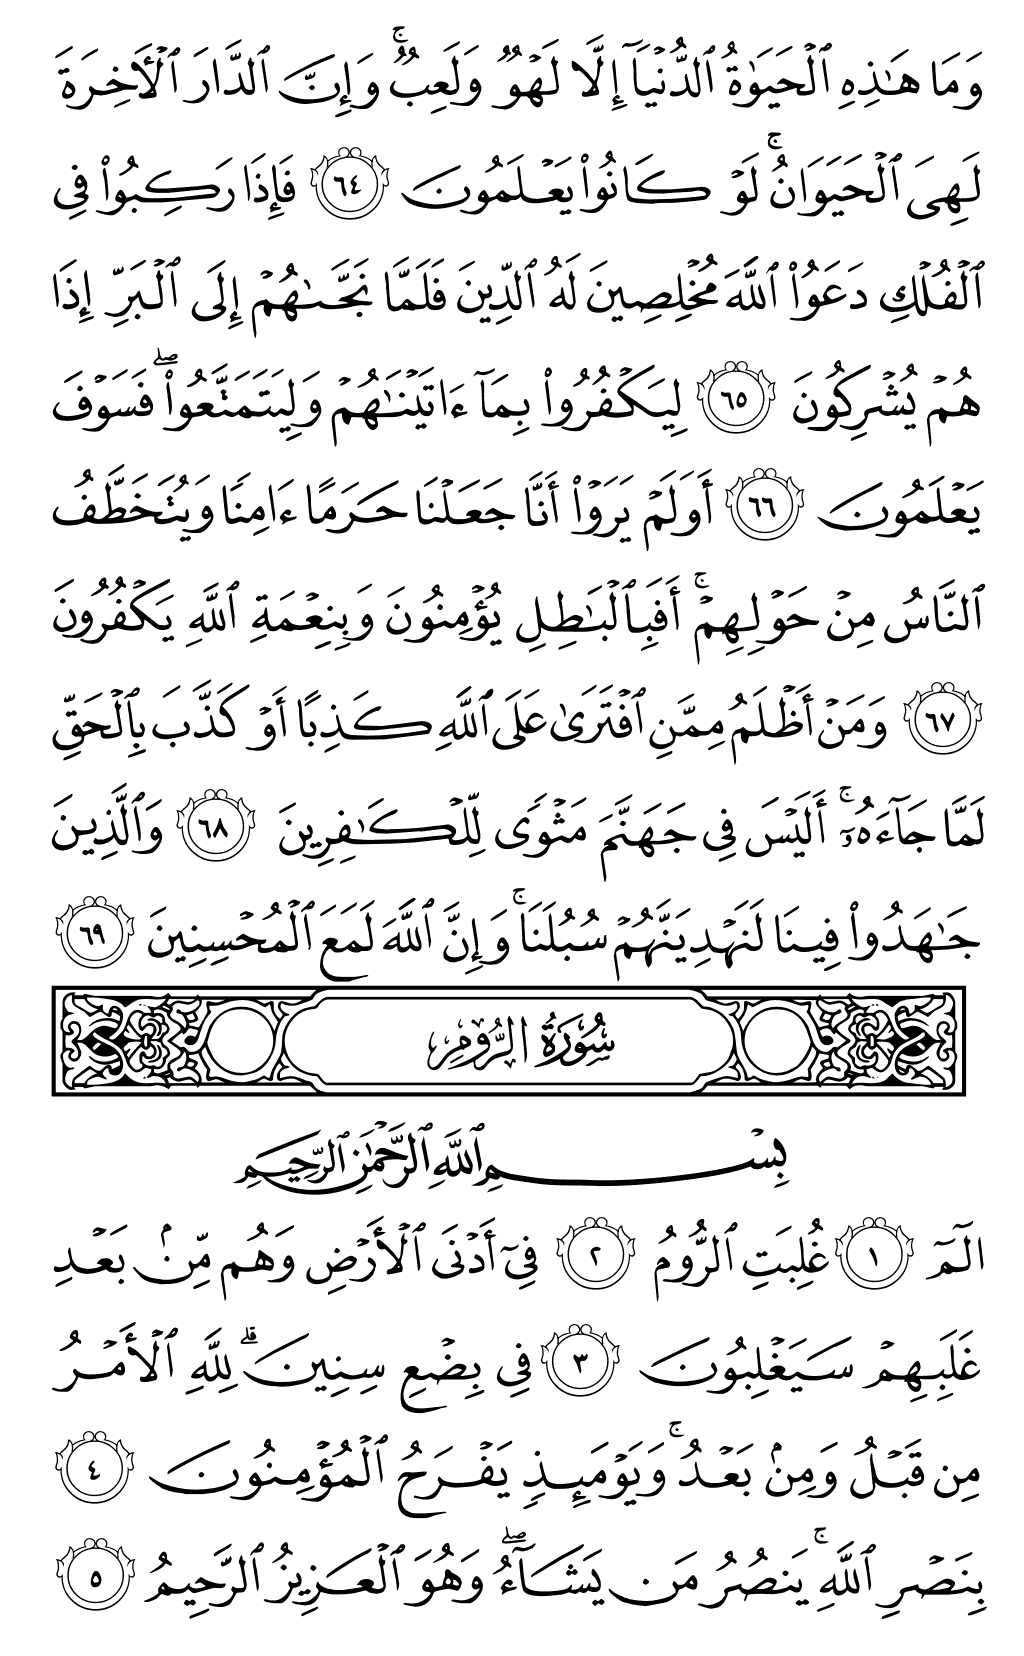 وَمَا هَٰذِهِ ٱلْحَيَوٰةُ ٱلدُّنْيَآ إِلَّا لَهْوٌ وَلَعِبٌ ۚ وَإِنَّ ٱلدَّارَ ٱلْأَخِرَةَ
لَهِىَ ٱلْحَيَوَانُ ۚ لَوْ كَانُوا۟ يَعْلَمُونَ ٦٤ فَإِذَا رَكِبُوا۟ فِى
ٱلْفُلْكِ دَعَوُا۟ ٱللَّهَ مُخْلِصِينَ لَهُ ٱلدِّينَ فَلَمَّا نَجَّىٰهُمْ إِلَى ٱلْبَرِّ إِذَا
هُمْ يُشْرِكُونَ ٦٥ لِيَكْفُرُوا۟ بِمَآ ءَاتَيْنَٰهُمْ وَلِيَتَمَتَّعُوا۟ ۖ فَسَوْفَ
يَعْلَمُونَ ٦٦ أَوَلَمْ يَرَوْا۟ أَنَّا جَعَلْنَا حَرَمًا ءَامِنًا وَيُتَخَطَّفُ
ٱلنَّاسُ مِنْ حَوْلِهِمْ ۚ أَفَبِٱلْبَٰطِلِ يُؤْمِنُونَ وَبِنِعْمَةِ ٱللَّهِ يَكْفُرُونَ
٦٧ وَمَنْ أَظْلَمُ مِمَّنِ ٱفْتَرَىٰ عَلَى ٱللَّهِ كَذِبًا أَوْ كَذَّبَ بِٱلْحَقِّ
لَمَّا جَآءَهُۥٓ ۚ أَلَيْسَ فِى جَهَنَّمَ مَثْوًى لِّلْكَٰفِرِينَ ٦٨ وَٱلَّذِينَ
جَٰهَدُوا۟ فِينَا لَنَهْدِيَنَّهُمْ سُبُلَنَا ۚ وَإِنَّ ٱللَّهَ لَمَعَ ٱلْمُحْسِنِينَ ٦٩
سُورَةُ الرُّومِ
بِسْمِ ٱللَّهِ ٱلرَّحْمَٰنِ ٱلرَّحِيمِ
الٓمٓ ١ غُلِبَتِ ٱلرُّومُ ٢ فِىٓ أَدْنَى ٱلْأَرْضِ وَهُم مِّنۢ بَعْدِ
غَلَبِهِمْ سَيَغْلِبُونَ ٣ فِى بِضْعِ سِنِينَ ۗ لِلَّهِ ٱلْأَمْرُ
مِن قَبْلُ وَمِنۢ بَعْدُ ۚ وَيَوْمَئِذٍ يَفْرَحُ ٱلْمُؤْمِنُونَ ٤
بِنَصْرِ ٱللَّهِ ۚ يَنصُرُ مَن يَشَآءُ ۖ وَهُوَ ٱلْعَزِيزُ ٱلرَّحِيمُ ٥